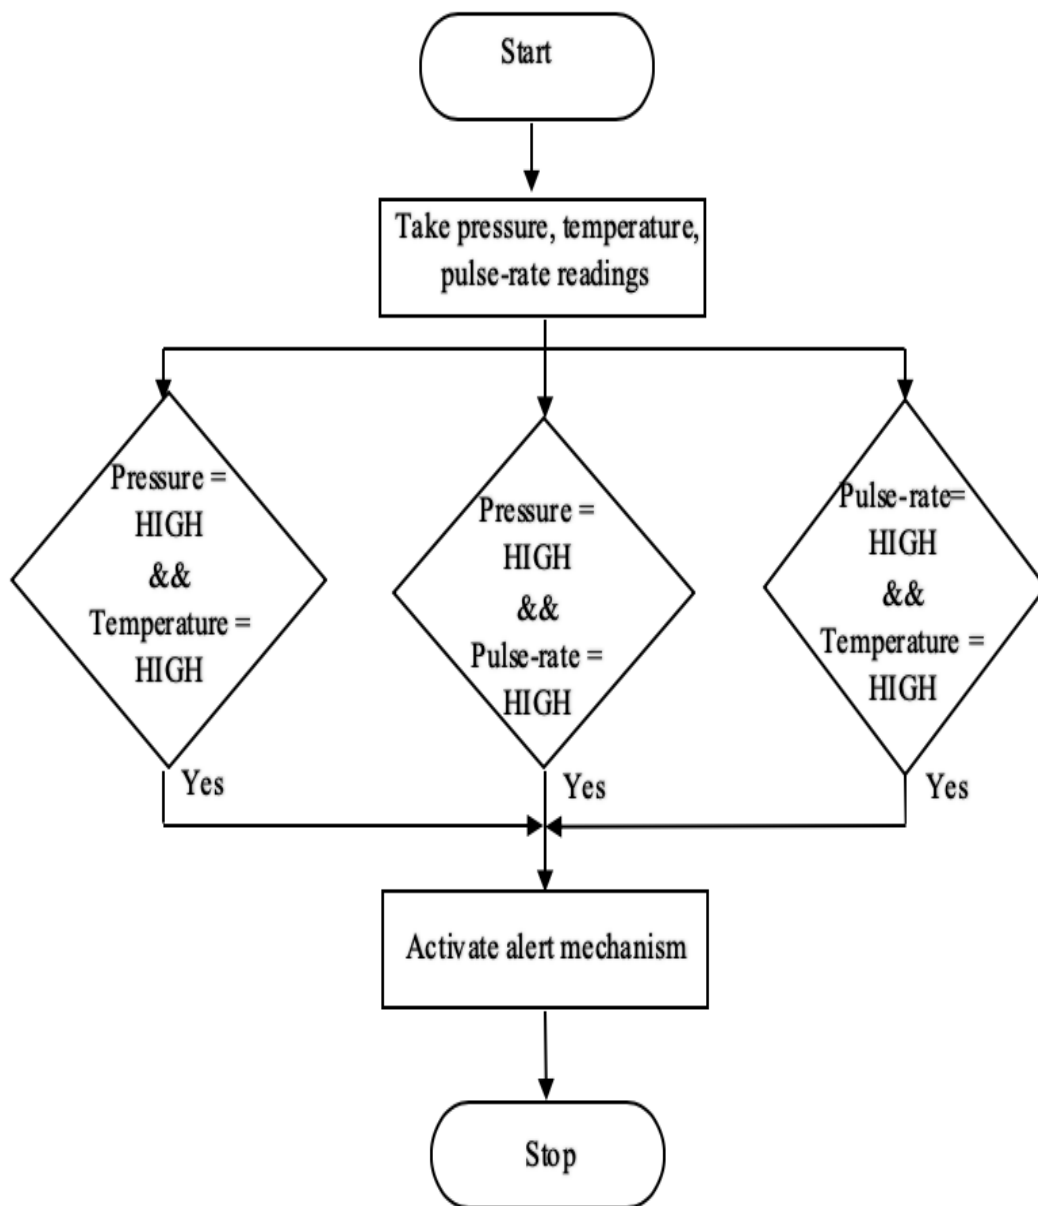 Start
Take pressure, temperature,
pulse-rate readings
Pressure =
HIGH
&&
Temperature =
HIGH
Pressure =
HIGH
&&
Pulse-rate =
HIGH
Pulse-rate=
HIGH
&&
Temperature =
HIGH
Yes
Yes
Yes
Activate alert mechanism
Stop